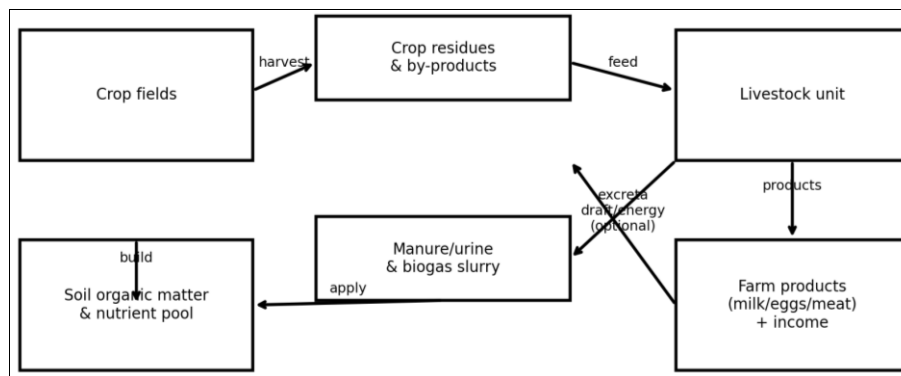 Crop fields
harvest
Crop residues
& by-products
feed
Livestock unit
products
excreta
draft/energy
(optional)
Manure/urine
& biogas slurry
apply
build
Soil organic matter
& nutrient pool
Farm products
(milk/eggs/meat)
+ income